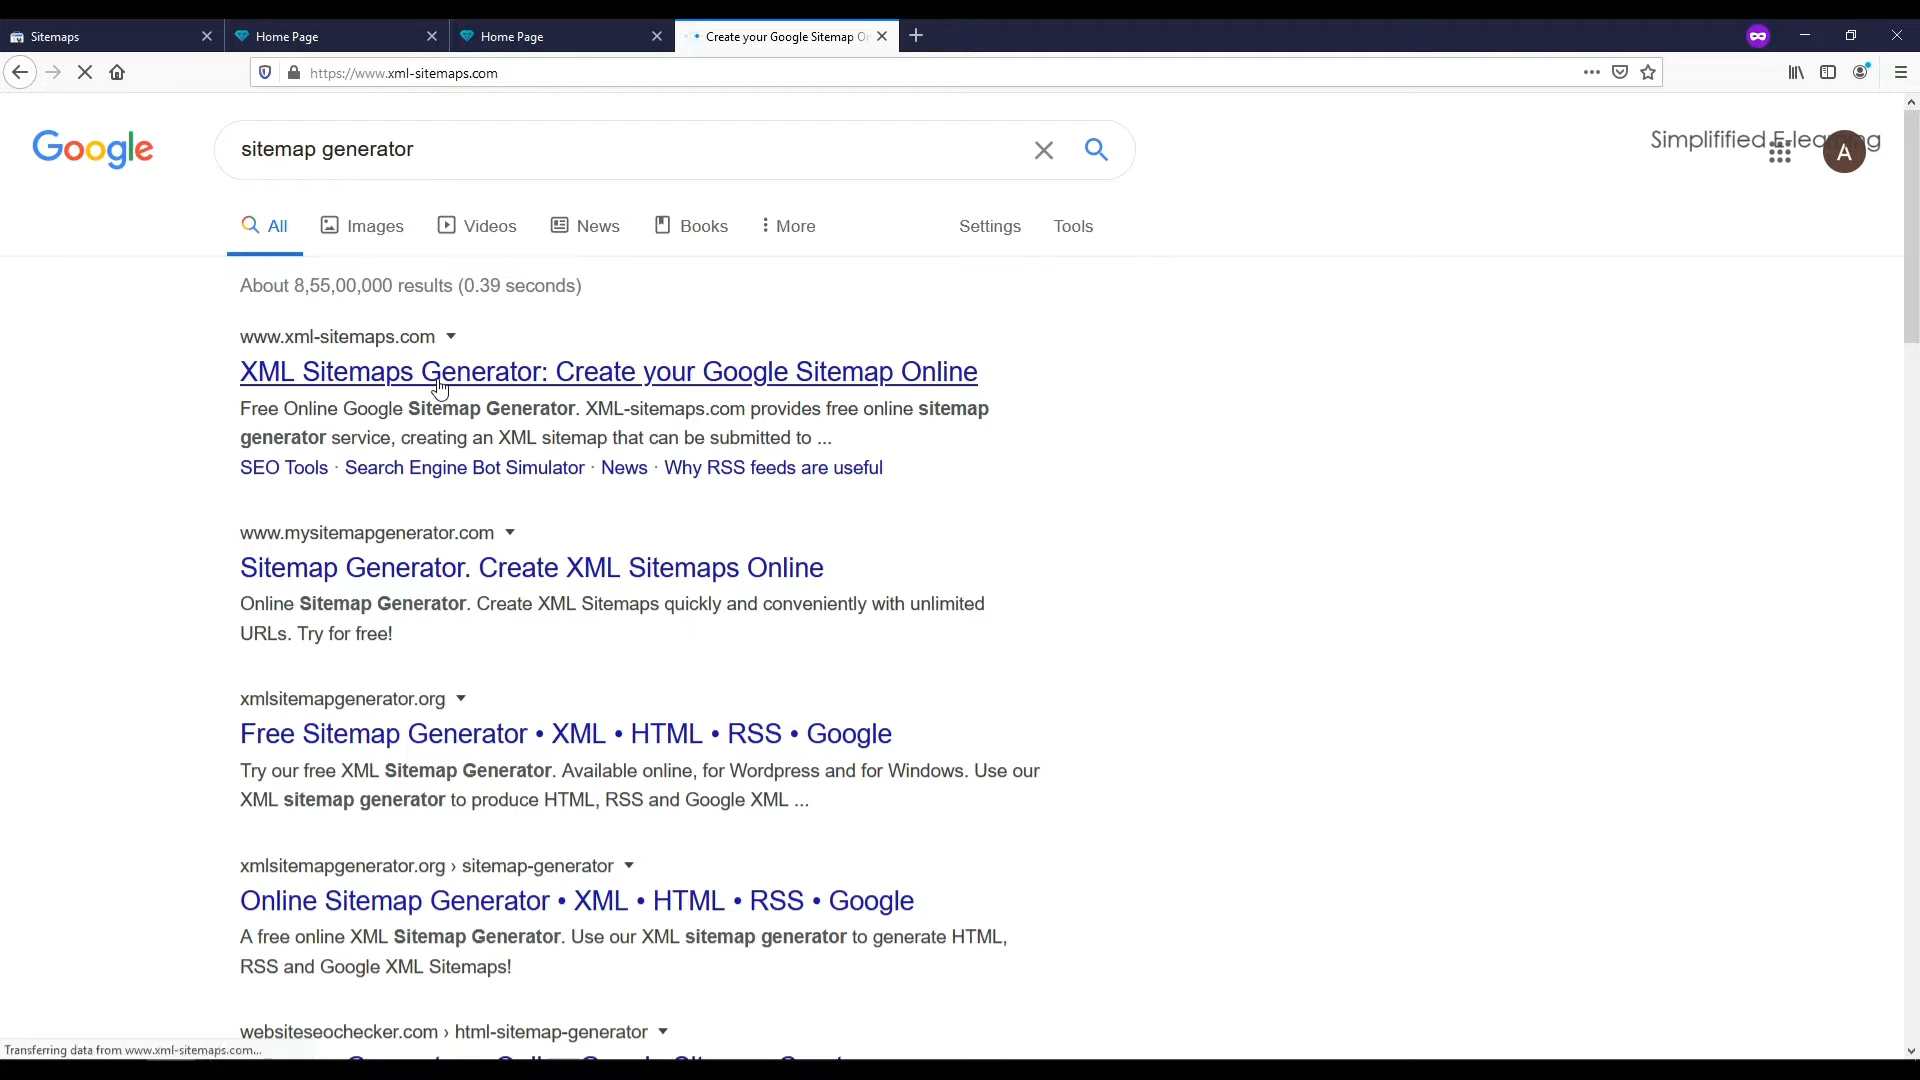 Sitemaps
Home Page
Home Page
Create your Google Sitemap O
https://www.xml-sitemaps.com
Google
sitemap generator
Simplifified E-learning
A
All
Images
Videos
News
Books
More
Settings
Tools
About 8,55,00,000 results (0.39 seconds)
www.xml-sitemaps.com
XML Sitemaps Generator: Create your Google Sitemap Online
Free Online Google Sitemap Generator. XML-sitemaps.com provides free online sitemap
generator service, creating an XML sitemap that can be submitted to ...
SEO Tools · Search Engine Bot Simulator · News · Why RSS feeds are useful
www.mysitemapgenerator.com
Sitemap Generator. Create XML Sitemaps Online
Online Sitemap Generator. Create XML Sitemaps quickly and conveniently with unlimited
URLs. Try for free!
xmlsitemapgenerator.org
Free Sitemap Generator • XML • HTML • RSS • Google
Try our free XML Sitemap Generator. Available online, for Wordpress and for Windows. Use our
XML sitemap generator to produce HTML, RSS and Google XML ...
xmlsitemapgenerator.org › sitemap-generator
Online Sitemap Generator • XML • HTML • RSS • Google
A free online XML Sitemap Generator. Use our XML sitemap generator to generate HTML,
RSS and Google XML Sitemaps!
websiteseochecker.com › html-sitemap-generator
Transferring data from www.xml-sitemaps.com...